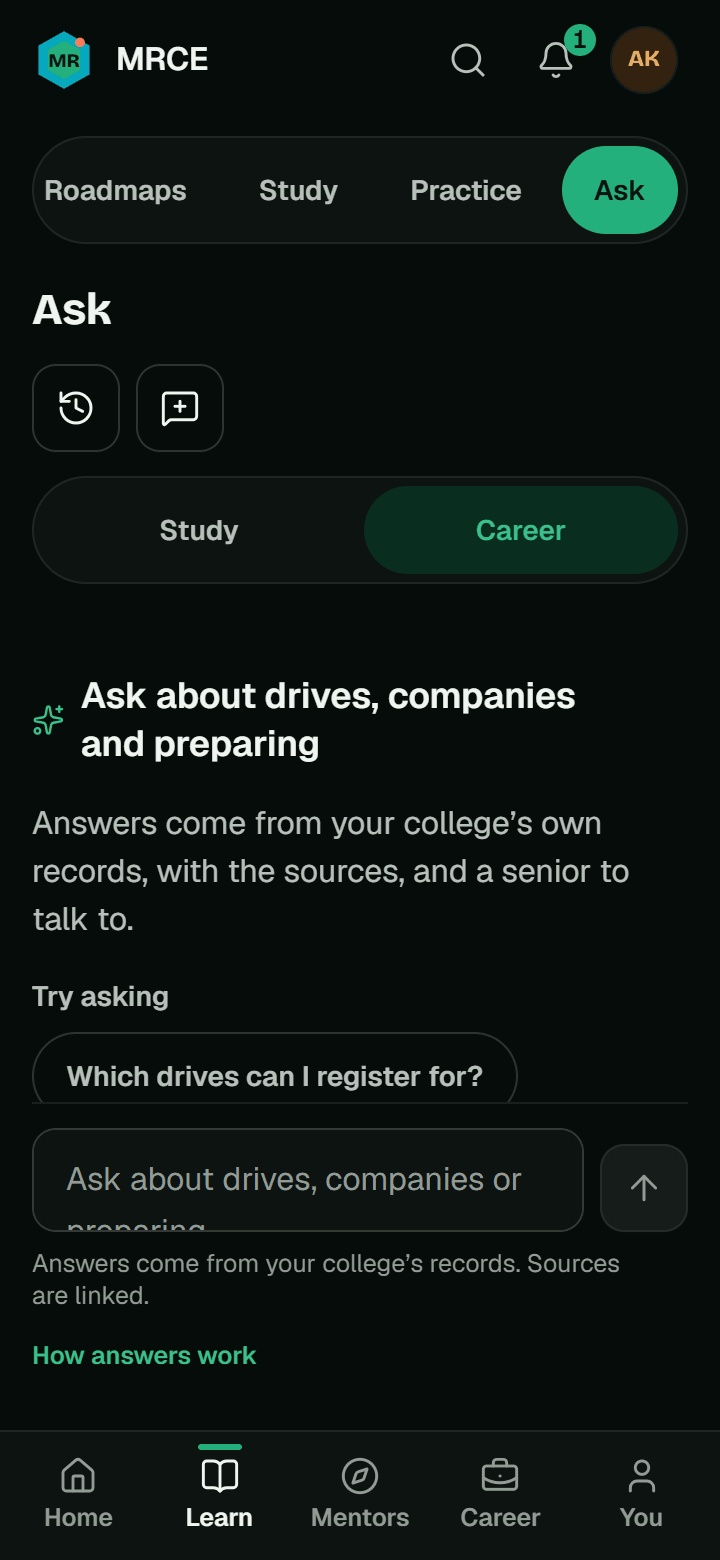 MR
MRCE
1
AK
Roadmaps
Study
Practice
Ask
Ask
Study
Career
Ask about drives, companies
and preparing
Answers come from your college’s own
records, with the sources, and a senior to
talk to.
Try asking
Which drives can I register for?
Ask about drives, companies or
preparing
Answers come from your college’s records. Sources
are linked.
How answers work
Home
Learn
Mentors
Career
You